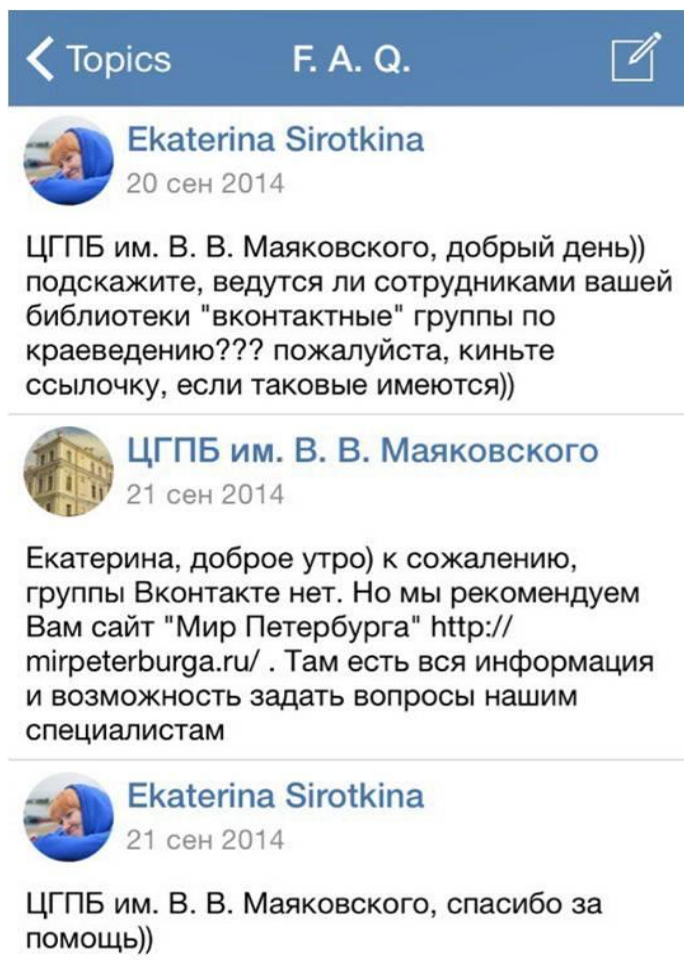 Topics
F. A. Q.
Ekaterina Sirotkina
20 сен 2014
ЦГПБ им. В. В. Маяковского, добрый день))
подскажите, ведутся ли сотрудниками вашей
библиотеки "вконтактные" группы по
краеведению??? пожалуйста, киньте
ссылочку, если таковые имеются))
ЦГПБ им. В. В. Маяковского
21 сен 2014
Екатерина, доброе утро) к сожалению,
группы Вконтакте нет. Но мы рекомендуем
Вам сайт "Мир Петербурга" http://
mirpeterburga.ru/ . Там есть вся информация
и возможность задать вопросы нашим
специалистам
Ekaterina Sirotkina
21 сен 2014
ЦГПБ им. В. В. Маяковского, спасибо за
помощь))